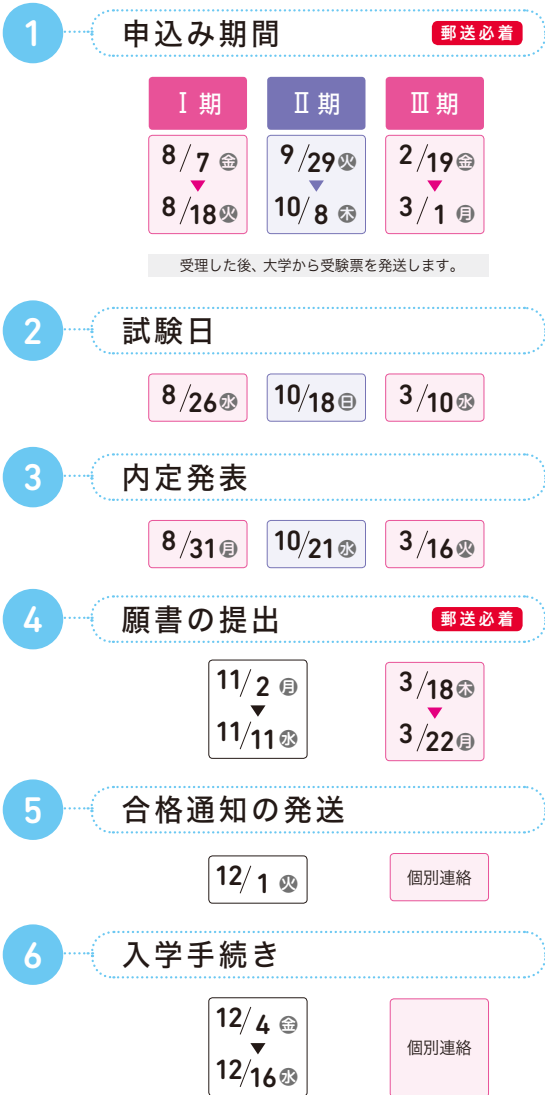 1 申込み期間 郵送必着
Ⅰ期 Ⅱ期 Ⅲ期
8/7金 9/29火 2/19金
▼ ▼ ▼
8/18火 10/8木 3/1月
受理した後、大学から受験票を発送します。
2 試験日
8/26水 10/18日 3/10水
3 内定発表
8/31月 10/21水 3/16火
4 願書の提出 郵送必着
11/2月 3/18木
▼ ▼
11/11水 3/22月
5 合格通知の発送
12/1火 個別連絡
6 入学手続き
12/4金
▼ 個別連絡
12/16水